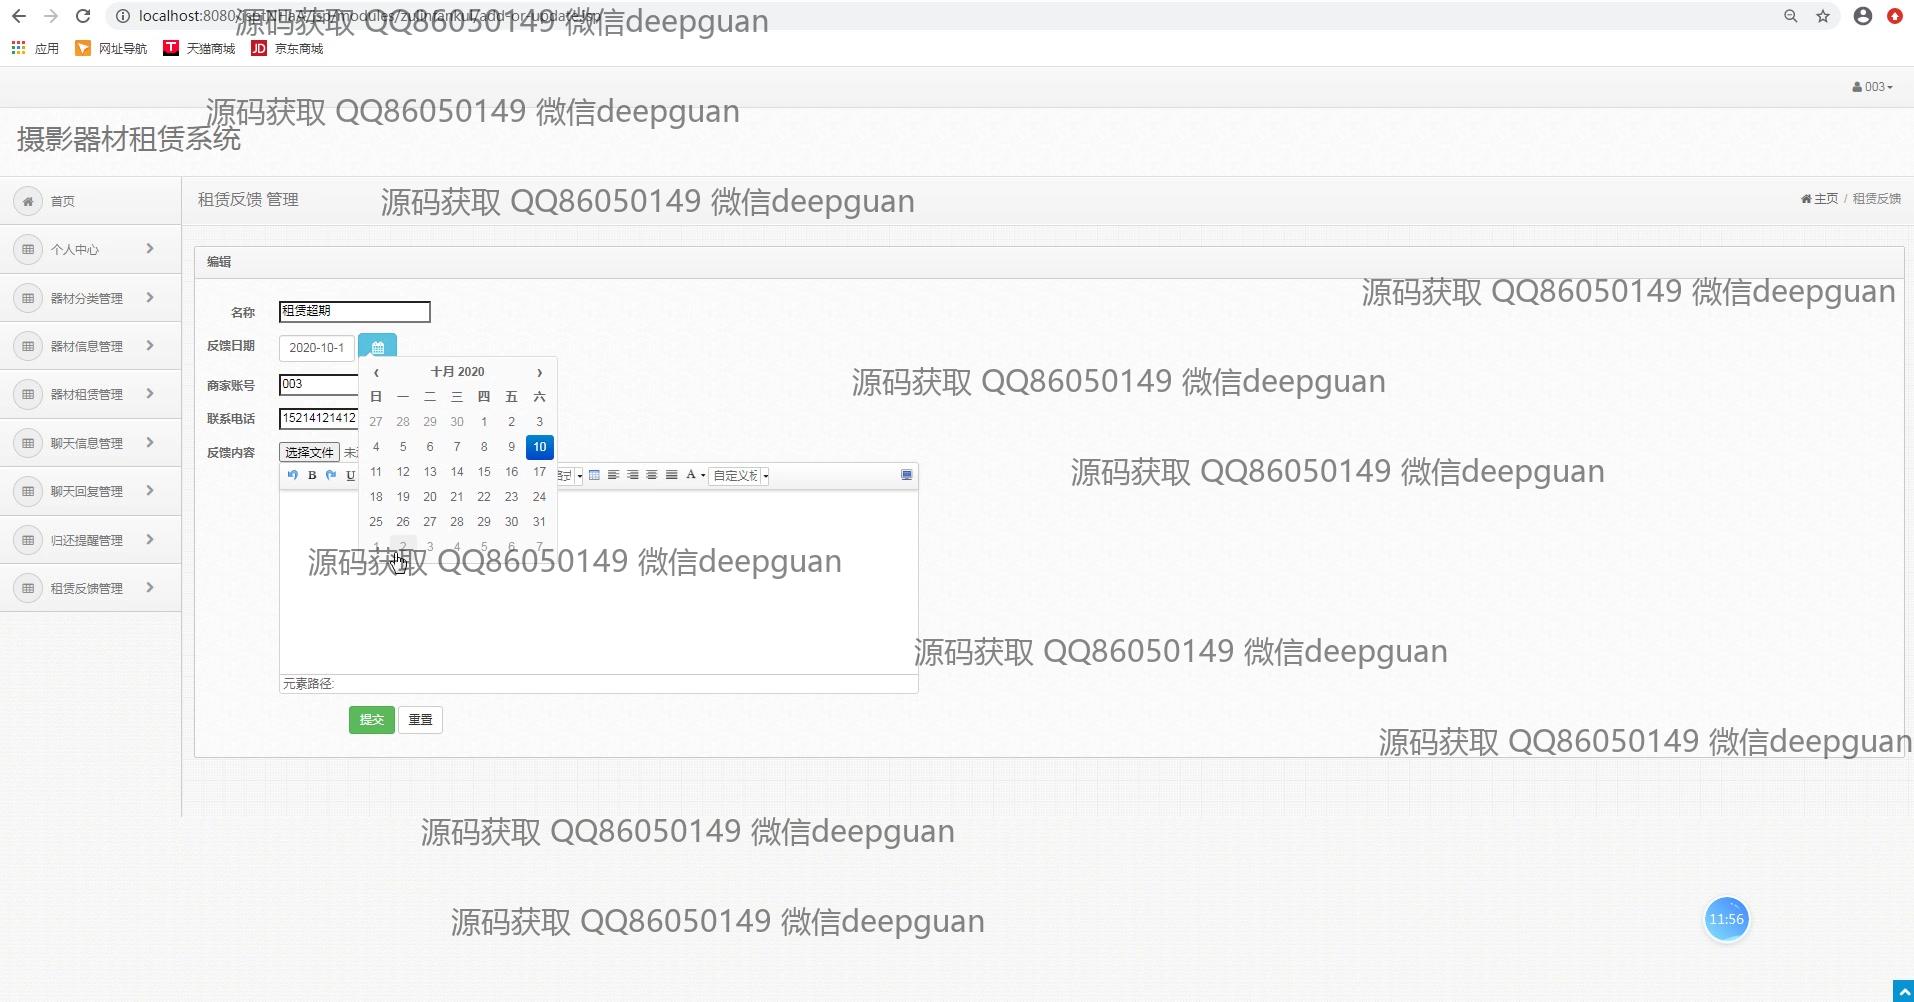 localhost:8080/
源码获取 QQ86050149 微信deepguan
应用 网址导航 天猫商城 JD 京东商城
003
源码获取 QQ86050149 微信deepguan
摄影器材租赁系统
首页
个人中心
器材分类管理
器材信息管理
器材租赁管理
聊天信息管理
聊天回复管理
归还提醒管理
租赁反馈管理
租赁反馈 管理
源码获取 QQ86050149 微信deepguan
主页 / 租赁反馈
编辑
源码获取 QQ86050149 微信deepguan
名称 租赁超期
反馈日期 2020-10-1
商家账号 003
联系电话 15214121412
反馈内容 选择文件
‹ 十月 2020 ›
日 一 二 三 四 五 六
27 28 29 30 1 2 3
4 5 6 7 8 9 10
11 12 13 14 15 16 17
18 19 20 21 22 23 24
25 26 27 28 29 30 31
1 2 3 4 5 6 7
B U A 自定义
源码获取 QQ86050149 微信deepguan
源码获取 QQ86050149 微信deepguan
源码获取 QQ86050149 微信deepguan
源码获取 QQ86050149 微信deepguan
元素路径:
提交 重置
源码获取 QQ86050149 微信deepguan
源码获取 QQ86050149 微信deepguan
源码获取 QQ86050149 微信deepguan
11:56